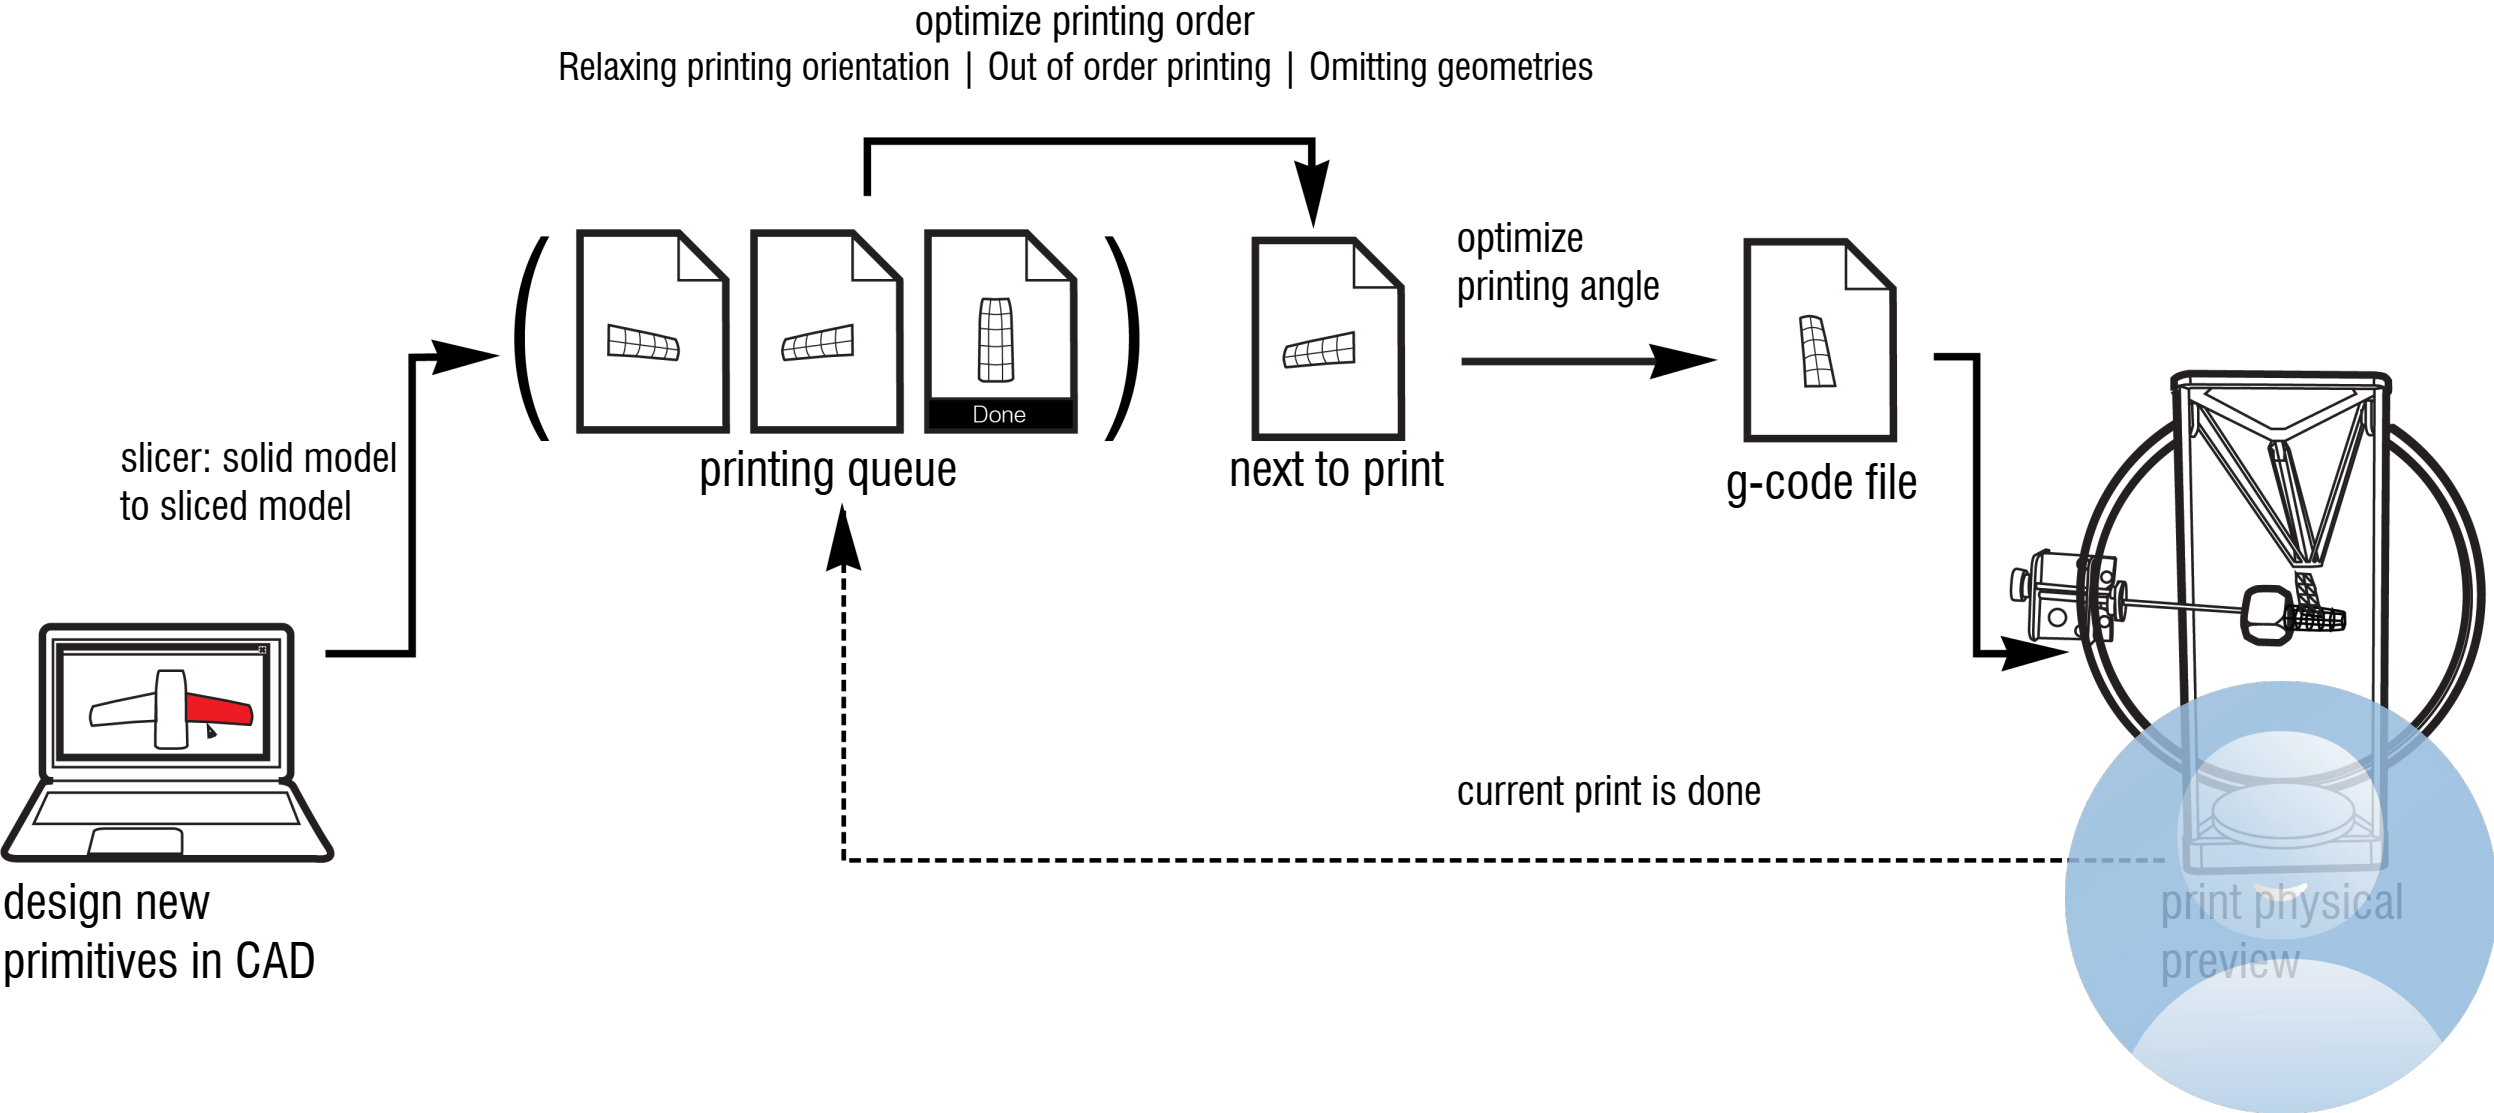 optimize printing order
Relaxing printing orientation | Out of order printing | Omitting geometries
optimize
printing angle
Done
printing queue
next to print
g-code file
slicer: solid model
to sliced model
current print is done
design new
primitives in CAD
print physical
preview